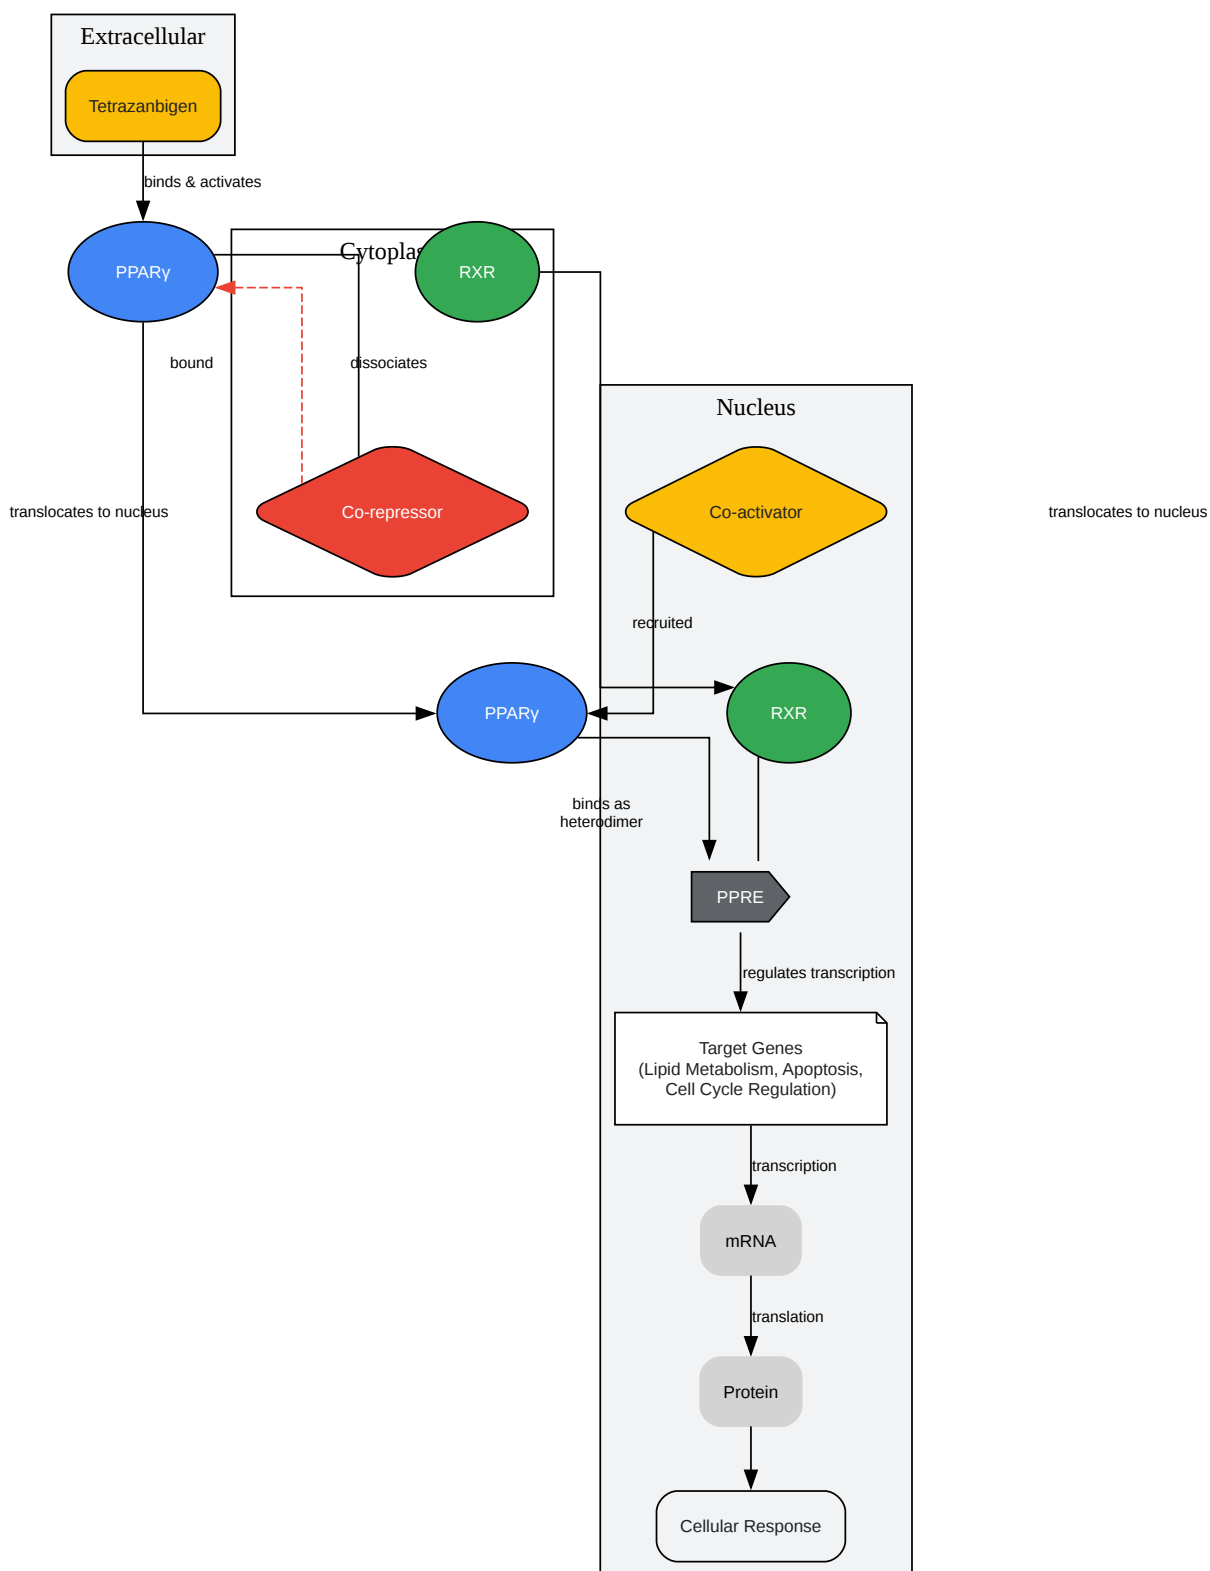 Extracellular
Tetrazanbigen
binds & activates
PPARγ
Cytoplas
RXR
bound
dissociates
Nucleus
translocates to nucleus
Co-repressor
Co-activator
translocates to nucleus
recruited
PPARγ
RXR
binds as
heterodimer
PPRE
regulates transcription
Target Genes
(Lipid Metabolism, Apoptosis,
Cell Cycle Regulation)
transcription
mRNA
translation
Protein
Cellular Response